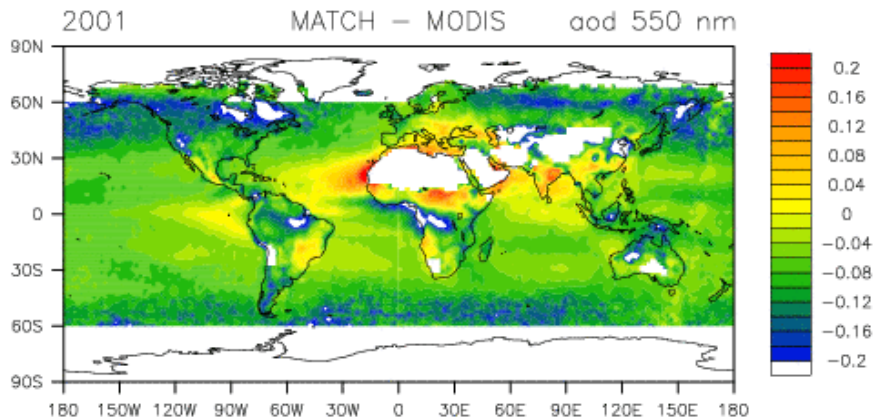 2001 MATCH – MODIS aod 550 nm
90N
60N
30N
0
30S
60S
90S
180 150W 120W 90W 60W 30W 0 30E 60E 90E 120E 150E 180
0.2
0.16
0.12
0.08
0.04
0
−0.04
−0.08
−0.12
−0.16
−0.2